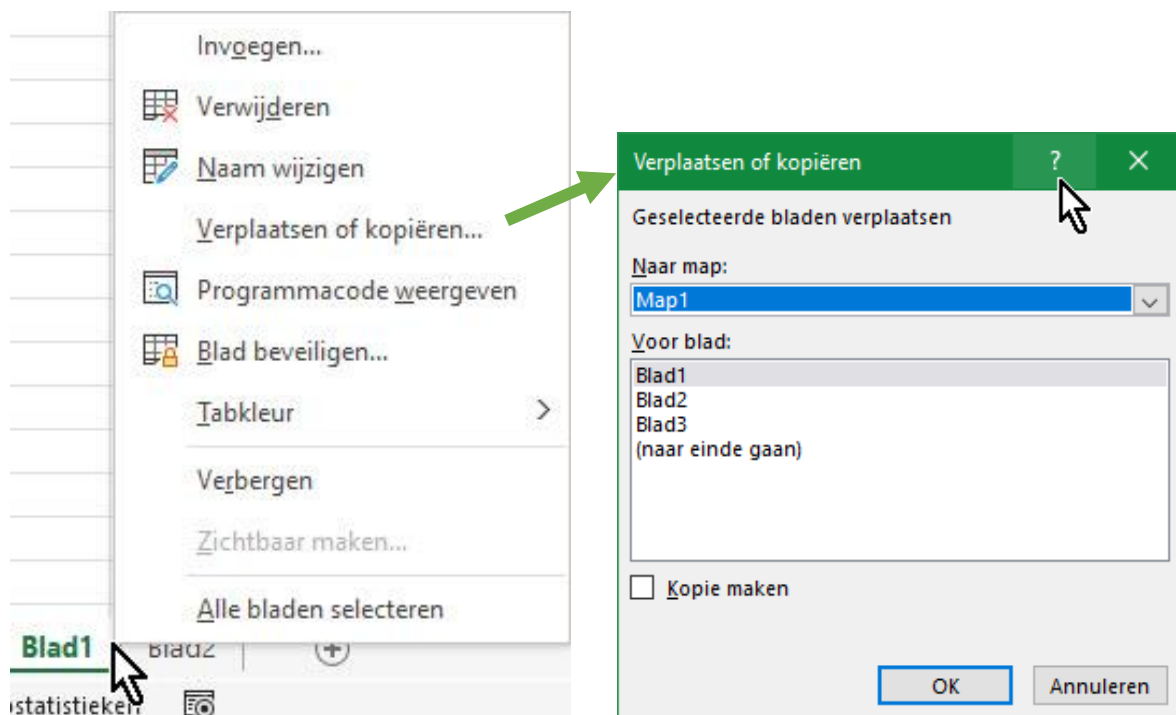 Invoegen...
Verwijderen
Naam wijzigen
Verplaatsen of kopiëren...
Programmacode weergeven
Blad beveiligen...
Tabkleur
Verbergen
Zichtbaar maken...
Alle bladen selecteren
Blad1 Blad2
Verplaatsen of kopiëren ?
Geselecteerde bladen verplaatsen
Naar map:
Map1
Voor blad:
Blad1
Blad2
Blad3
(naar einde gaan)
Kopie maken
OK Annuleren